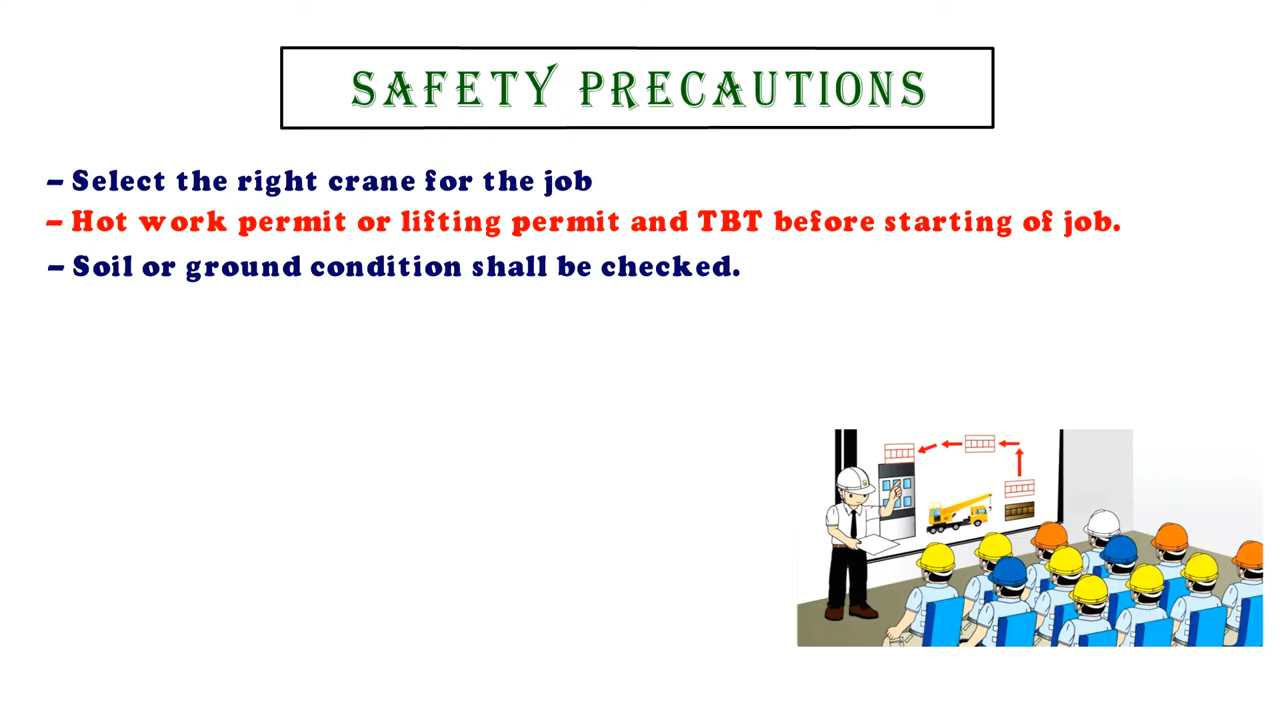 SAFETY PRECAUTIONS
– Select the right crane for the job
– Hot work permit or lifting permit and TBT before starting of job.
– Soil or ground condition shall be checked.